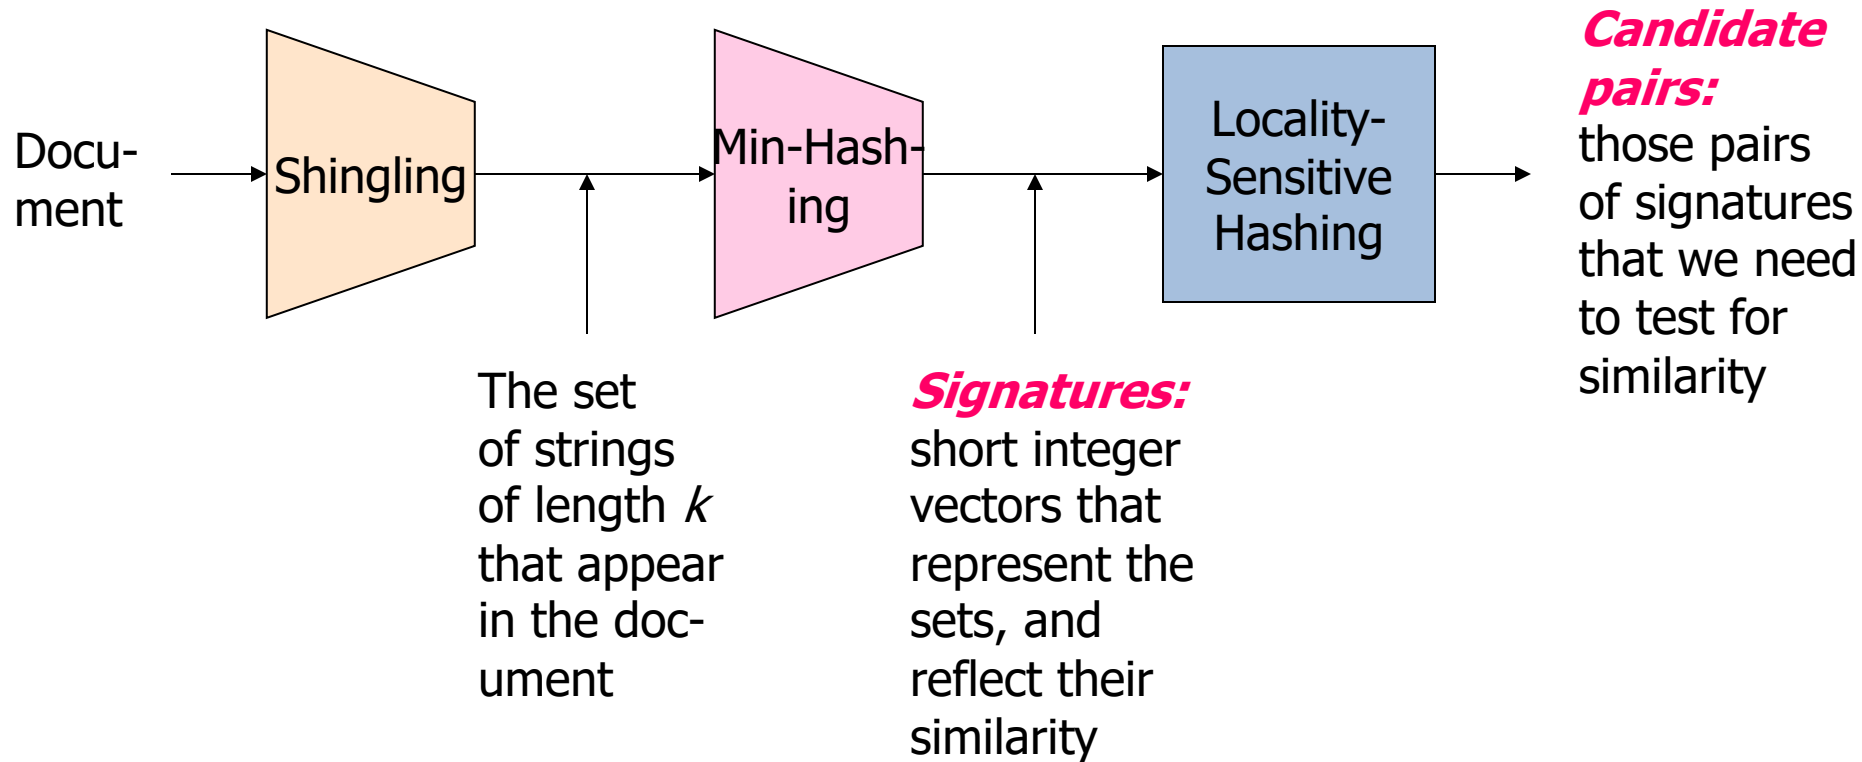 Docu-
ment
Shingling
Min-Hash-
ing
Locality-
Sensitive
Hashing
Candidate
pairs:
those pairs
of signatures
that we need
to test for
similarity
The set
of strings
of length k
that appear
in the doc-
ument
Signatures:
short integer
vectors that
represent the
sets, and
reflect their
similarity